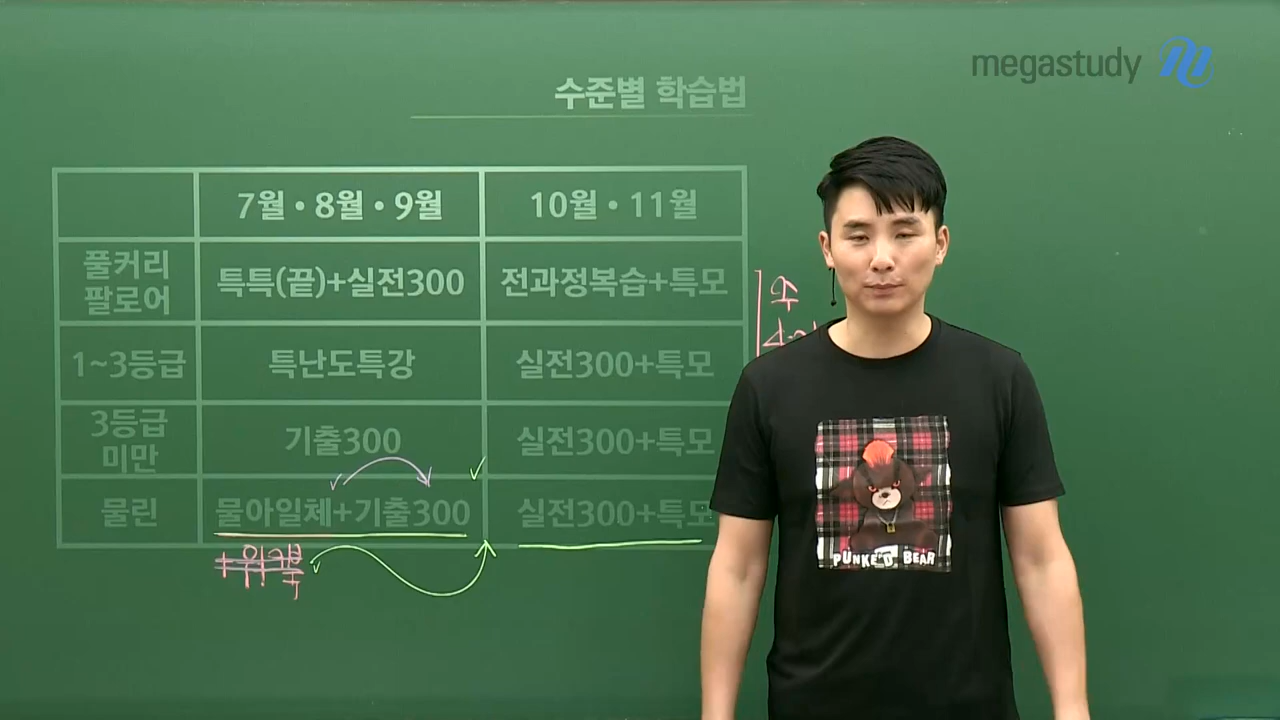 megastudy
수준별 학습법
7월 • 8월 • 9월
10월 • 11월
풀커리
팔로어
특특(끝)+실전300
전과정복습+특모
1~3등급
특난도특강
실전300+특모
3등급
미만
기출300
실전300+특모
물린
물아일체+기출300
실전300+특모
PUNKE'D BEAR